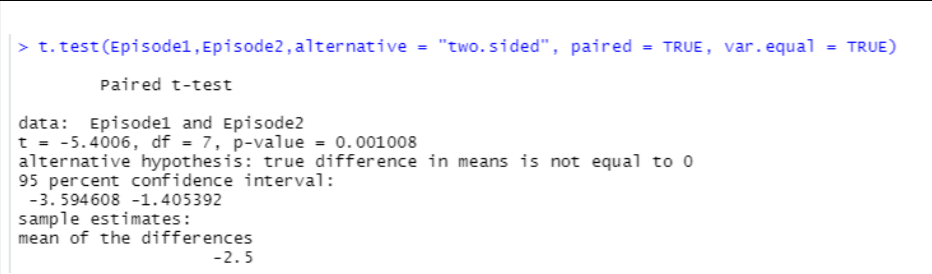 > t.test(Episode1,Episode2,alternative = "two.sided", paired = TRUE, var.equal = TRUE)
Paired t-test
data:  Episode1 and Episode2
t = -5.4006, df = 7, p-value = 0.001008
alternative hypothesis: true difference in means is not equal to 0
95 percent confidence interval:
-3.594608 -1.405392
sample estimates:
mean of the differences
-2.5